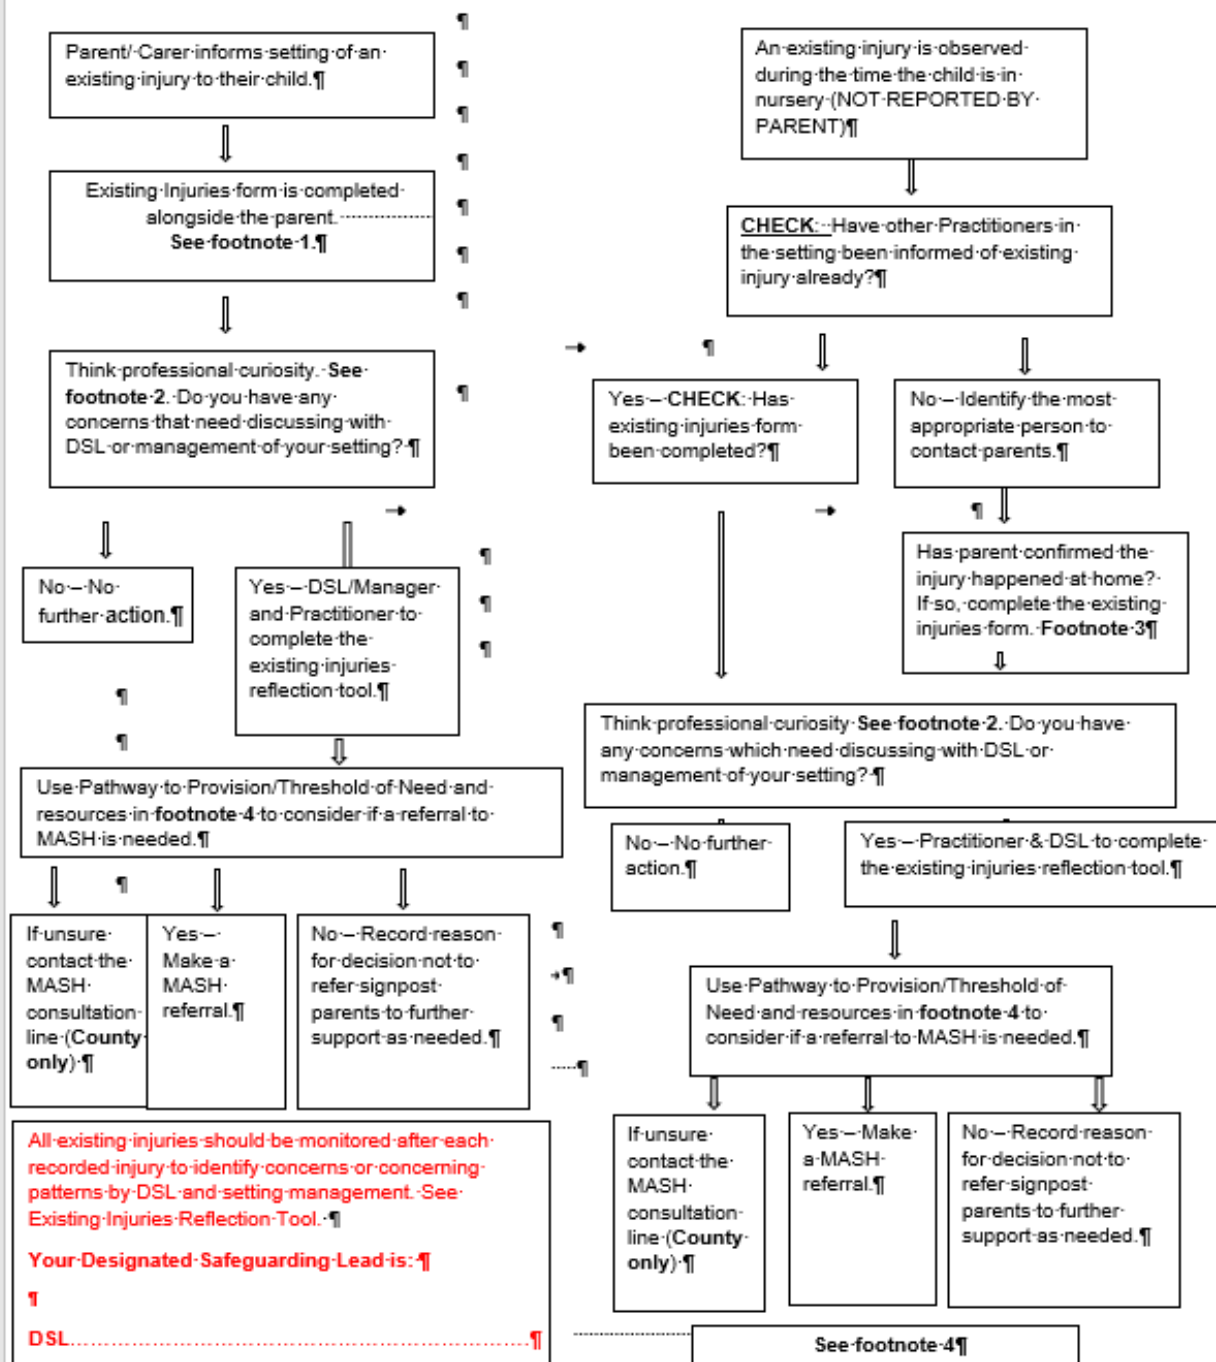 Parent/ Carer informs setting of an
existing injury to their child.¶
Existing Injuries form is completed
alongside the parent.
See footnote 1.¶
Think professional curiosity. See
footnote 2. Do you have any
concerns that need discussing with
DSL or management of your setting? ¶
No – No
further action.¶
Yes – DSL/Manager
and Practitioner to
complete the
existing injuries
reflection tool.¶
Use Pathway to Provision/Threshold of Need and
resources in footnote 4 to consider if a referral to
MASH is needed.¶
If unsure
contact the
MASH
consultation
line (County
only) ¶
Yes –
Make a
MASH
referral.¶
No – Record reason
for decision not to
refer signpost
parents to further
support as needed.¶
All existing injuries should be monitored after each
recorded injury to identify concerns or concerning
patterns by DSL and setting management. See
Existing Injuries Reflection Tool. ¶
Your Designated Safeguarding Lead is: ¶
¶
DSL……………………………………………………¶
An existing injury is observed
during the time the child is in
nursery (NOT REPORTED BY
PARENT)¶
CHECK: Have other Practitioners in
the setting been informed of existing
injury already?¶
Yes – CHECK: Has
existing injuries form
been completed?¶
No – Identify the most
appropriate person to
contact parents.¶
Has parent confirmed the
injury happened at home?
If so, complete the existing
injuries form. Footnote 3¶
Think professional curiosity See footnote 2. Do you have
any concerns which need discussing with DSL or
management of your setting? ¶
No – No further
action.¶
Yes – Practitioner & DSL to complete
the existing injuries reflection tool.¶
Use Pathway to Provision/Threshold of
Need and resources in footnote 4 to
consider if a referral to MASH is needed.¶
If unsure
contact the
MASH
consultation
line (County
only) ¶
Yes – Make
a MASH
referral.¶
No – Record reason
for decision not to
refer signpost
parents to further
support as needed.¶
See footnote 4¶